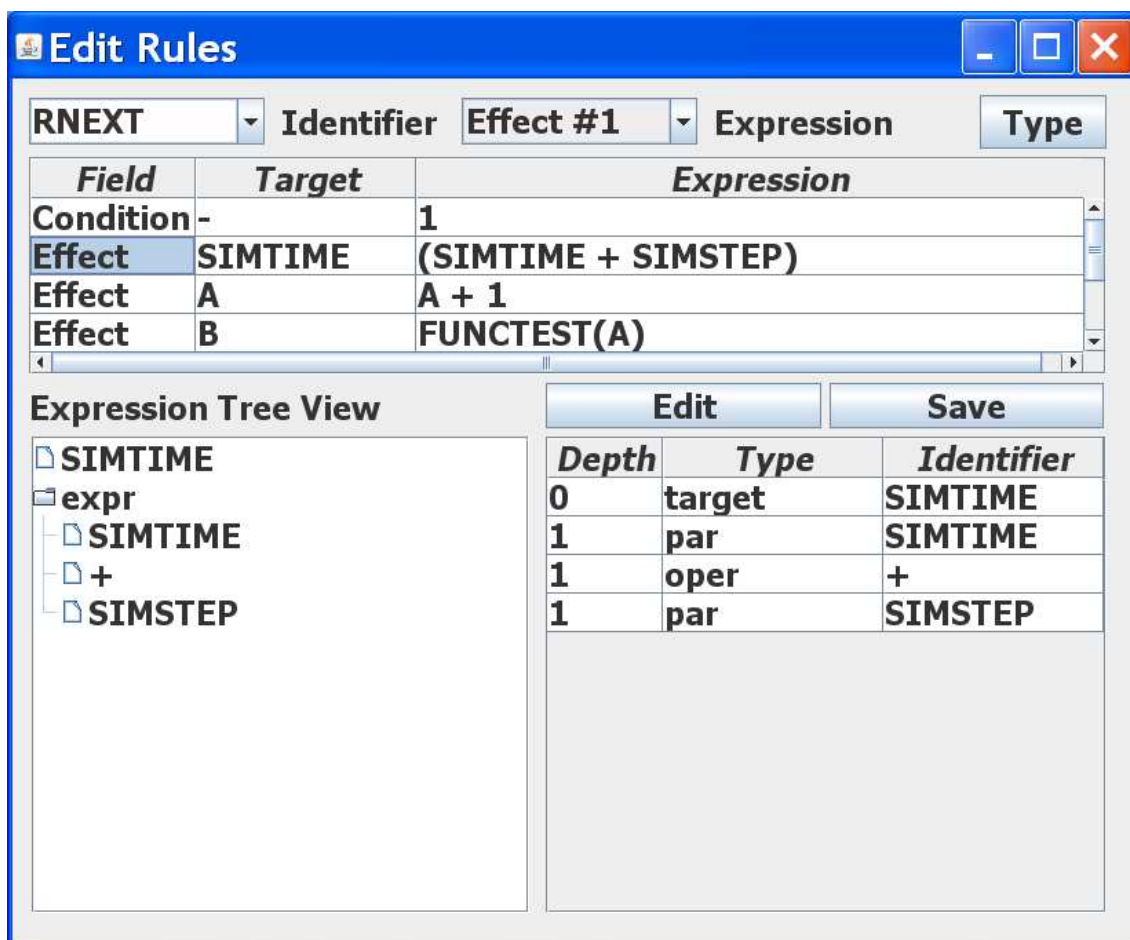 Edit Rules
RNEXT Identifier Effect #1 Expression Type
Field Target Expression
Condition - 1
Effect SIMTIME (SIMTIME + SIMSTEP)
Effect A A + 1
Effect B FUNCTEST(A)
Expression Tree View Edit Save
SIMTIME
expr
SIMTIME
+
SIMSTEP
Depth Type Identifier
0 target SIMTIME
1 par SIMTIME
1 oper +
1 par SIMSTEP